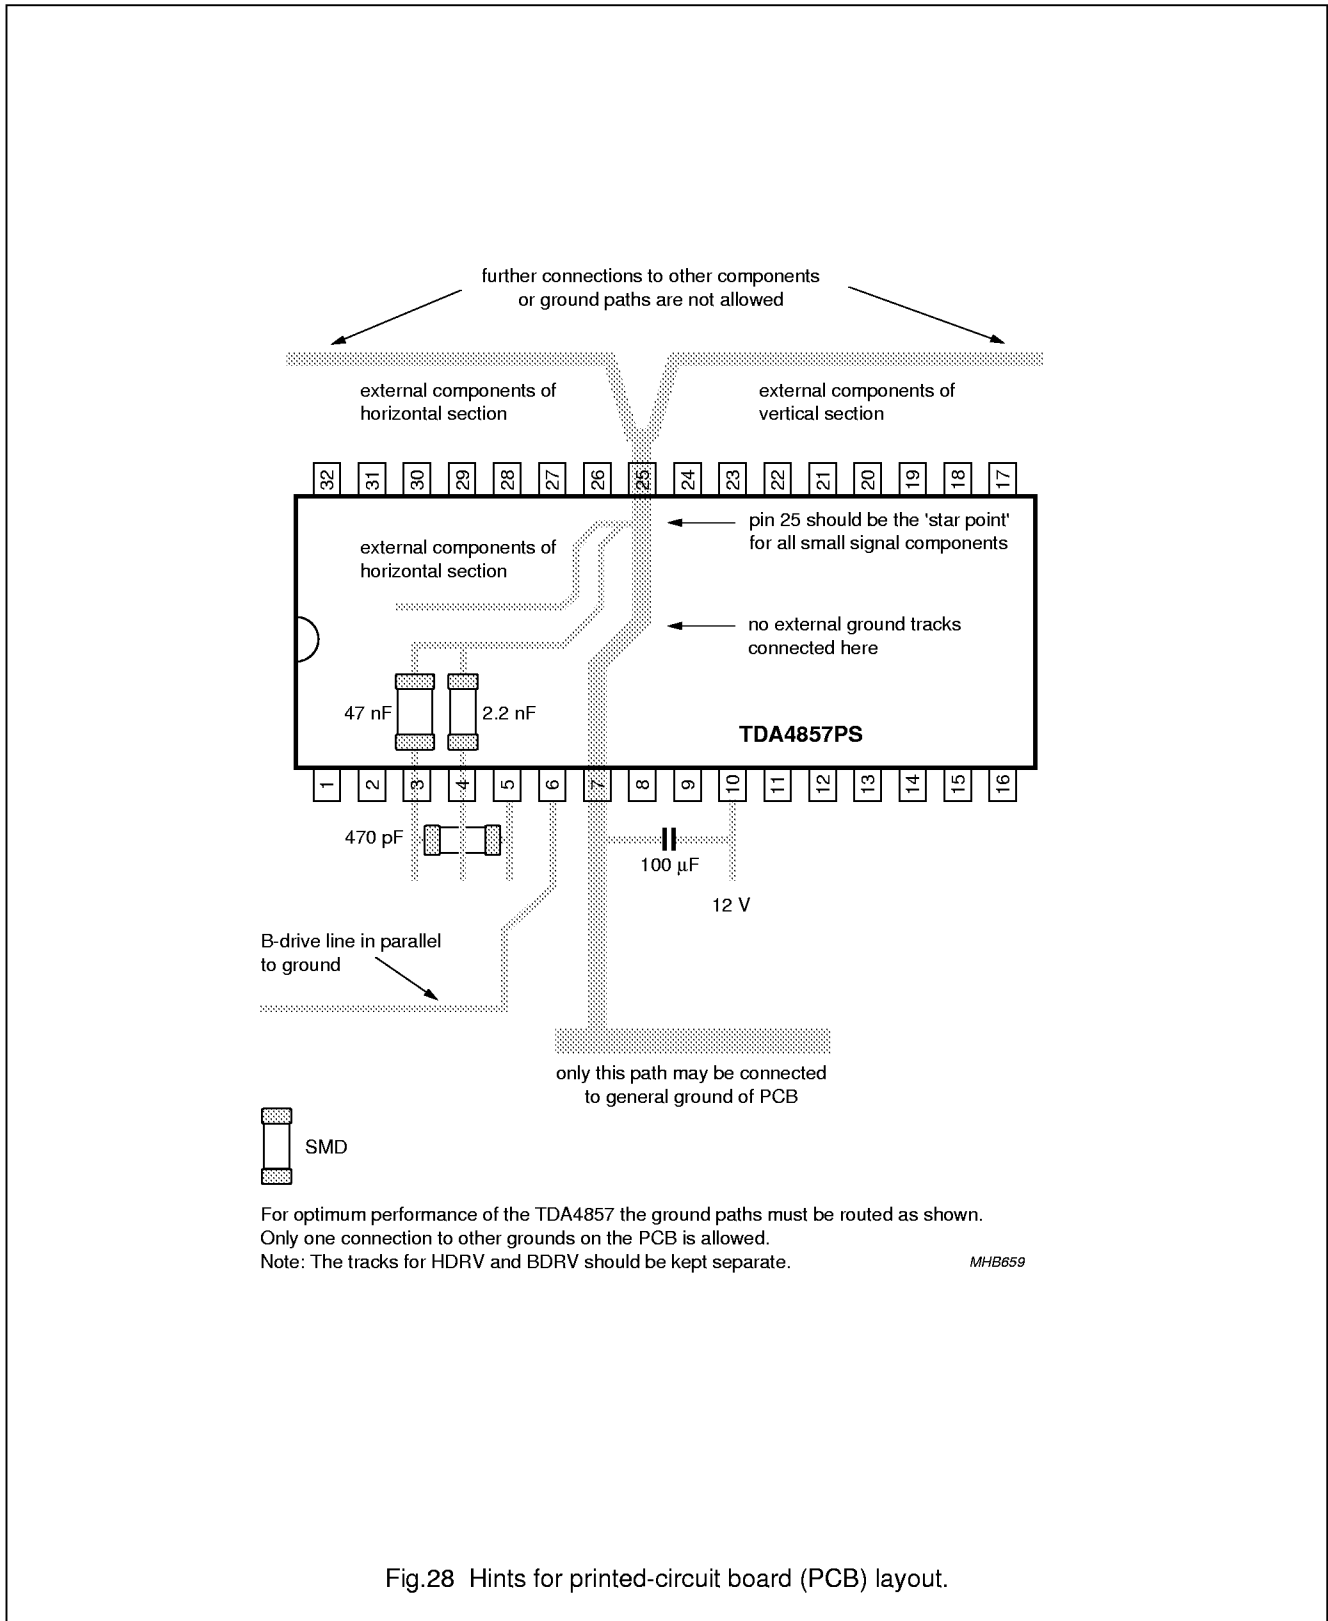 further connections to other components
or ground paths are not allowed
external components of
horizontal section
external components of
vertical section
32 31 30 29 28 27 26 25 24 23 22 21 20 19 18 17
pin 25 should be the 'star point'
for all small signal components
external components of
horizontal section
no external ground tracks
connected here
47 nF
2.2 nF
TDA4857PS
1 2 3 4 5 6 7 8 9 10 11 12 13 14 15 16
470 pF
100 μF
12 V
B-drive line in parallel
to ground
only this path may be connected
to general ground of PCB
SMD
For optimum performance of the TDA4857 the ground paths must be routed as shown.
Only one connection to other grounds on the PCB is allowed.
Note: The tracks for HDRV and BDRV should be kept separate.
MHB659
Fig.28 Hints for printed-circuit board (PCB) layout.